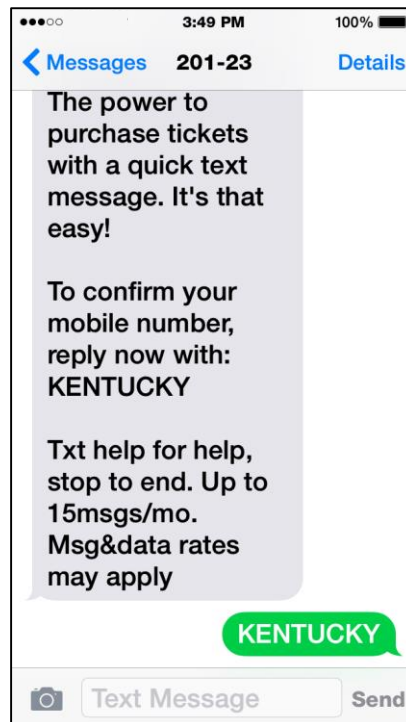 3:49 PM
100%
Messages
201-23
Details
The power to
purchase tickets
with a quick text
message. It's that
easy!
To confirm your
mobile number,
reply now with:
KENTUCKY
Txt help for help,
stop to end. Up to
15msgs/mo.
Msg&data rates
may apply
KENTUCKY
Text Message
Send